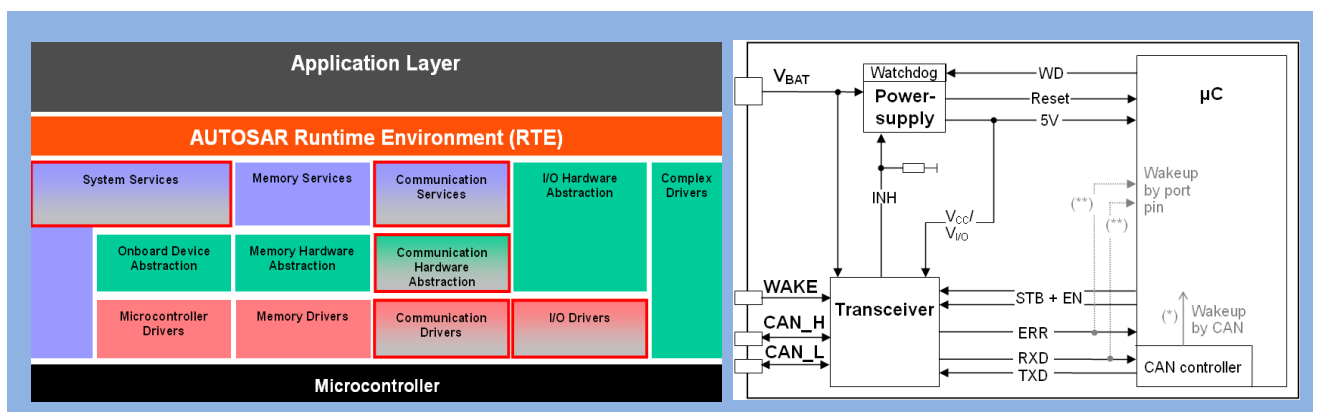 Application Layer
AUTOSAR Runtime Environment (RTE)
System Services
Memory Services
Communication
Services
I/O Hardware
Abstraction
Complex
Drivers
Onboard Device
Abstraction
Memory Hardware
Abstraction
Communication
Hardware
Abstraction
Microcontroller
Drivers
Memory Drivers
Communication
Drivers
I/O Drivers
Microcontroller
VBAT
Watchdog
Power-
supply
WD
Reset
5V
µC
INH
VCC/
VI/O
Wakeup
by port
pin
(**)
(**)
WAKE
CAN_H
CAN_L
Transceiver
STB + EN
ERR
RXD
TXD
(*)
Wakeup
by CAN
CAN controller